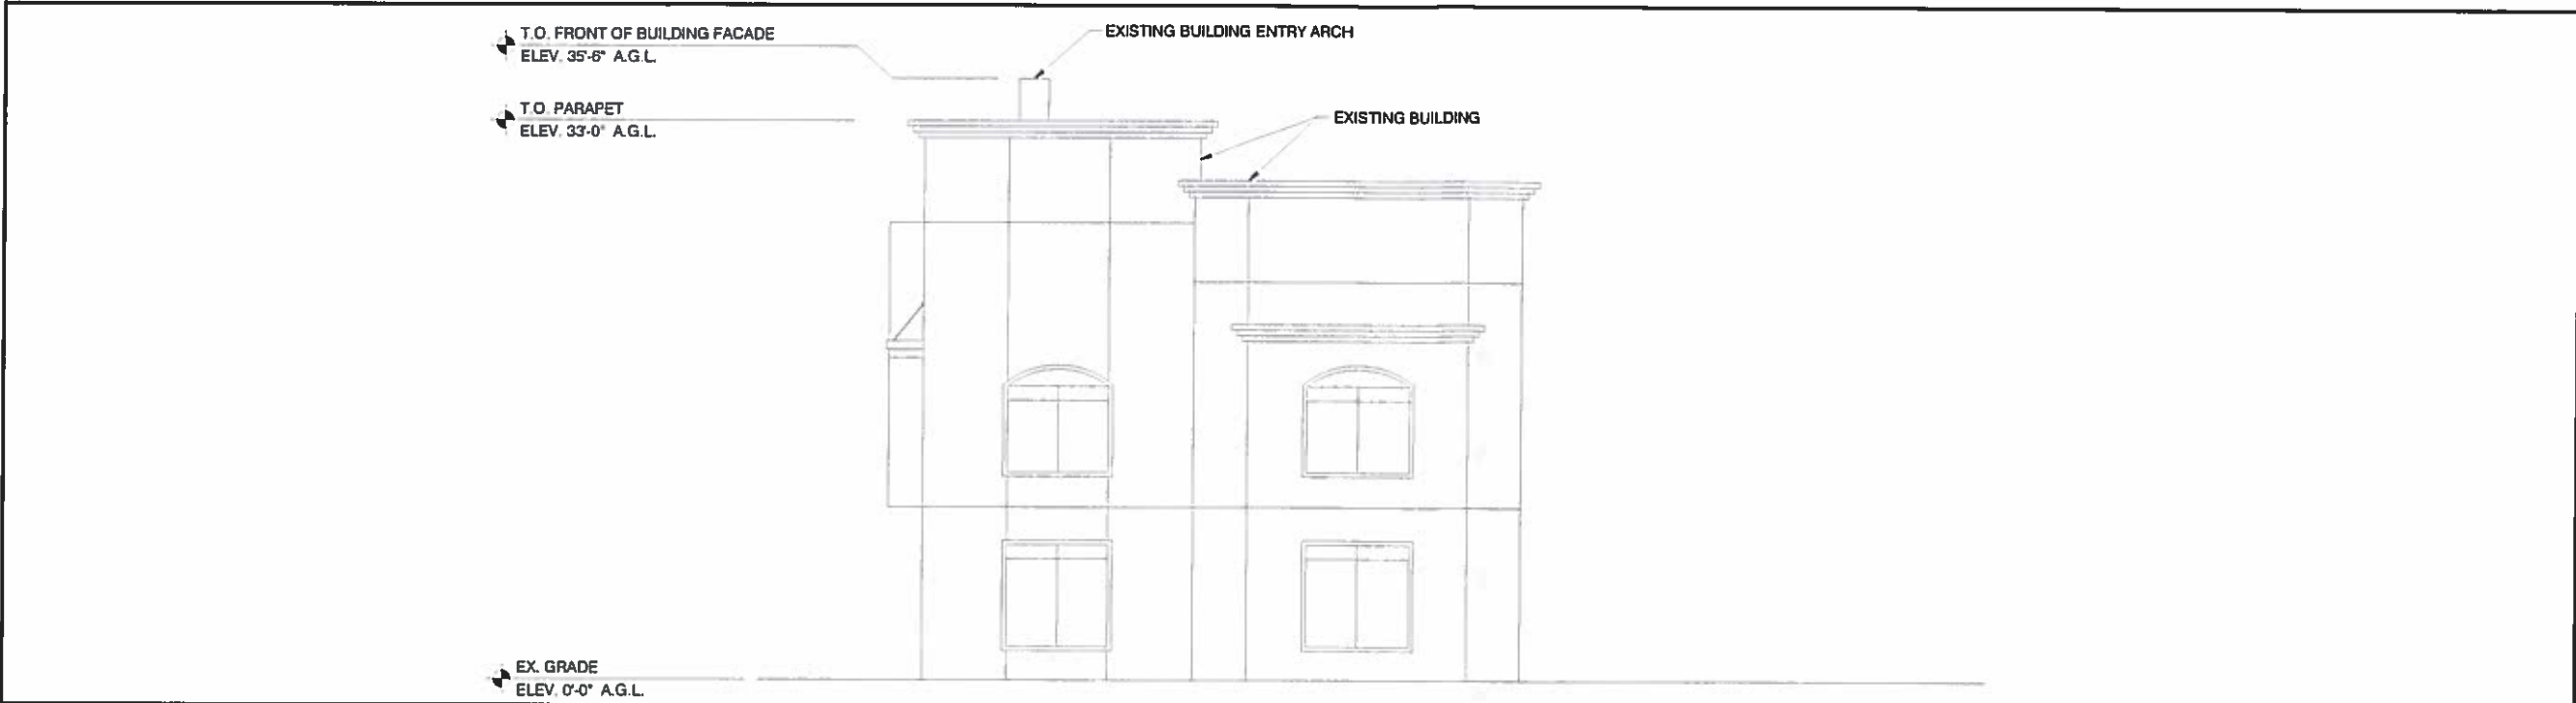 T.O. FRONT OF BUILDING FACADE
ELEV. 35'-6" A.G.L.
EXISTING BUILDING ENTRY ARCH
T.O. PARAPET
ELEV. 33'-0" A.G.L.
EXISTING BUILDING
EX. GRADE
ELEV. 0'-0" A.G.L.